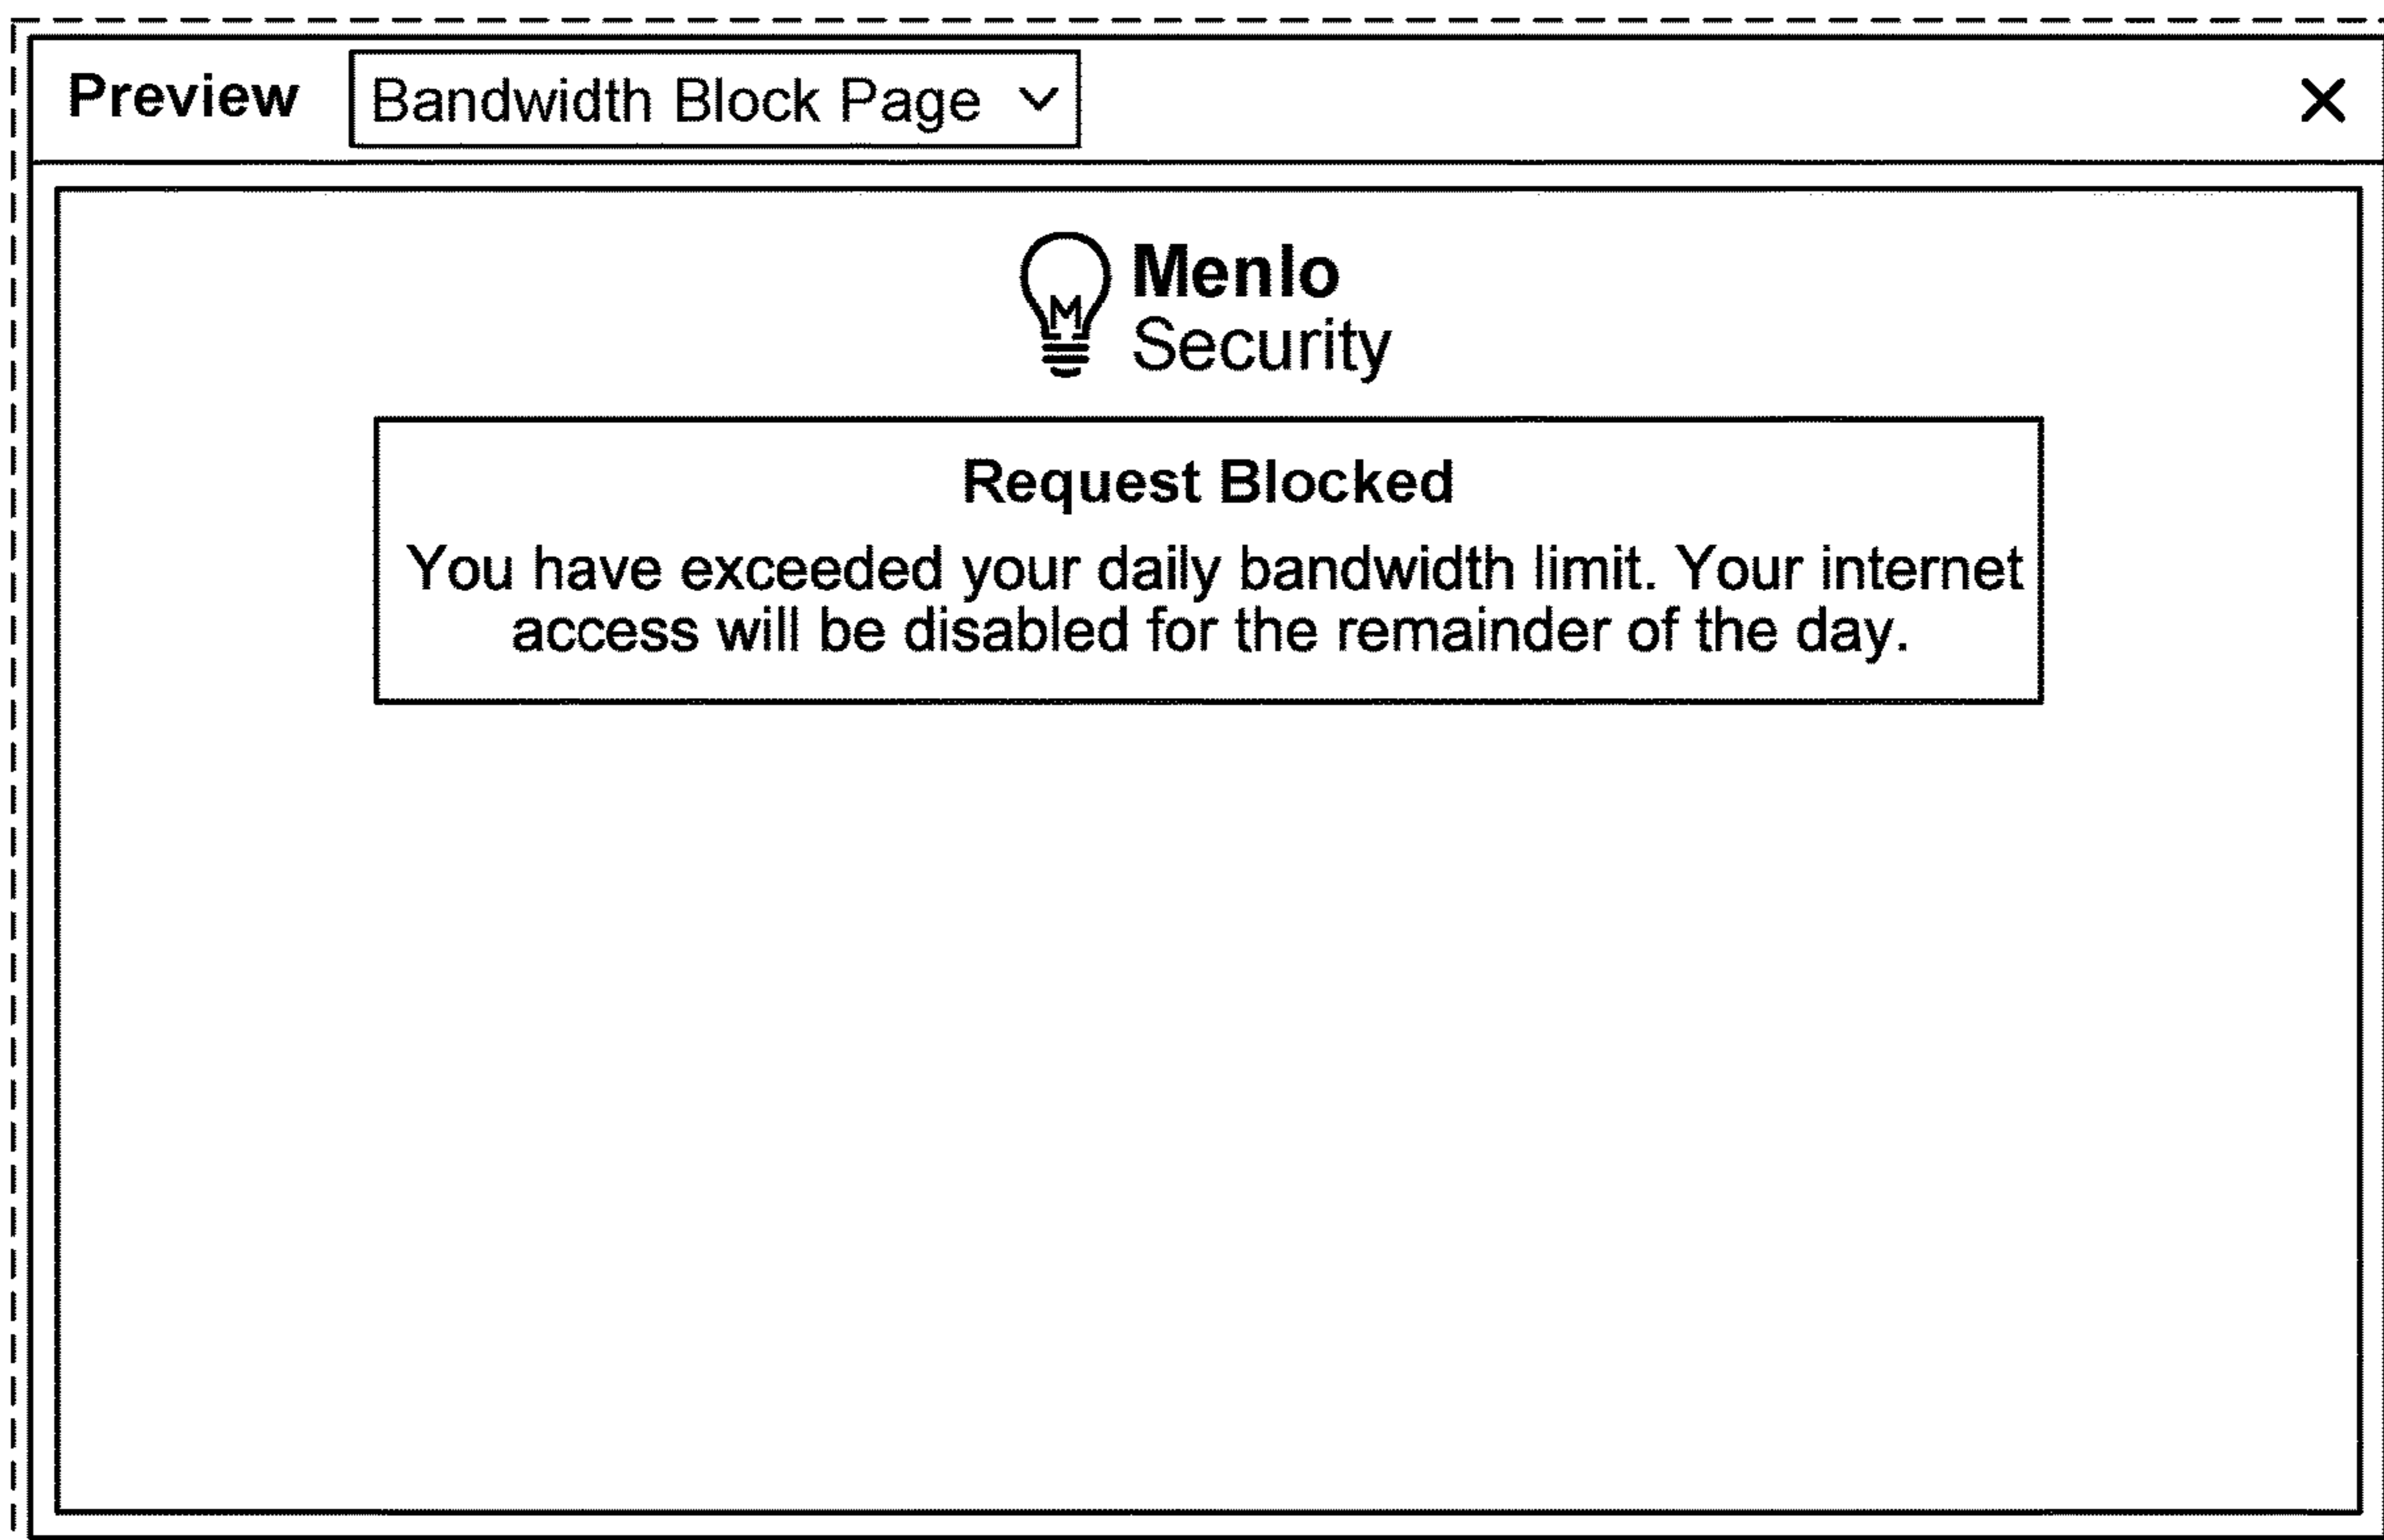 Preview Bandwidth Block Page
Menlo
Security
Request Blocked
You have exceeded your daily bandwidth limit. Your internet
access will be disabled for the remainder of the day.